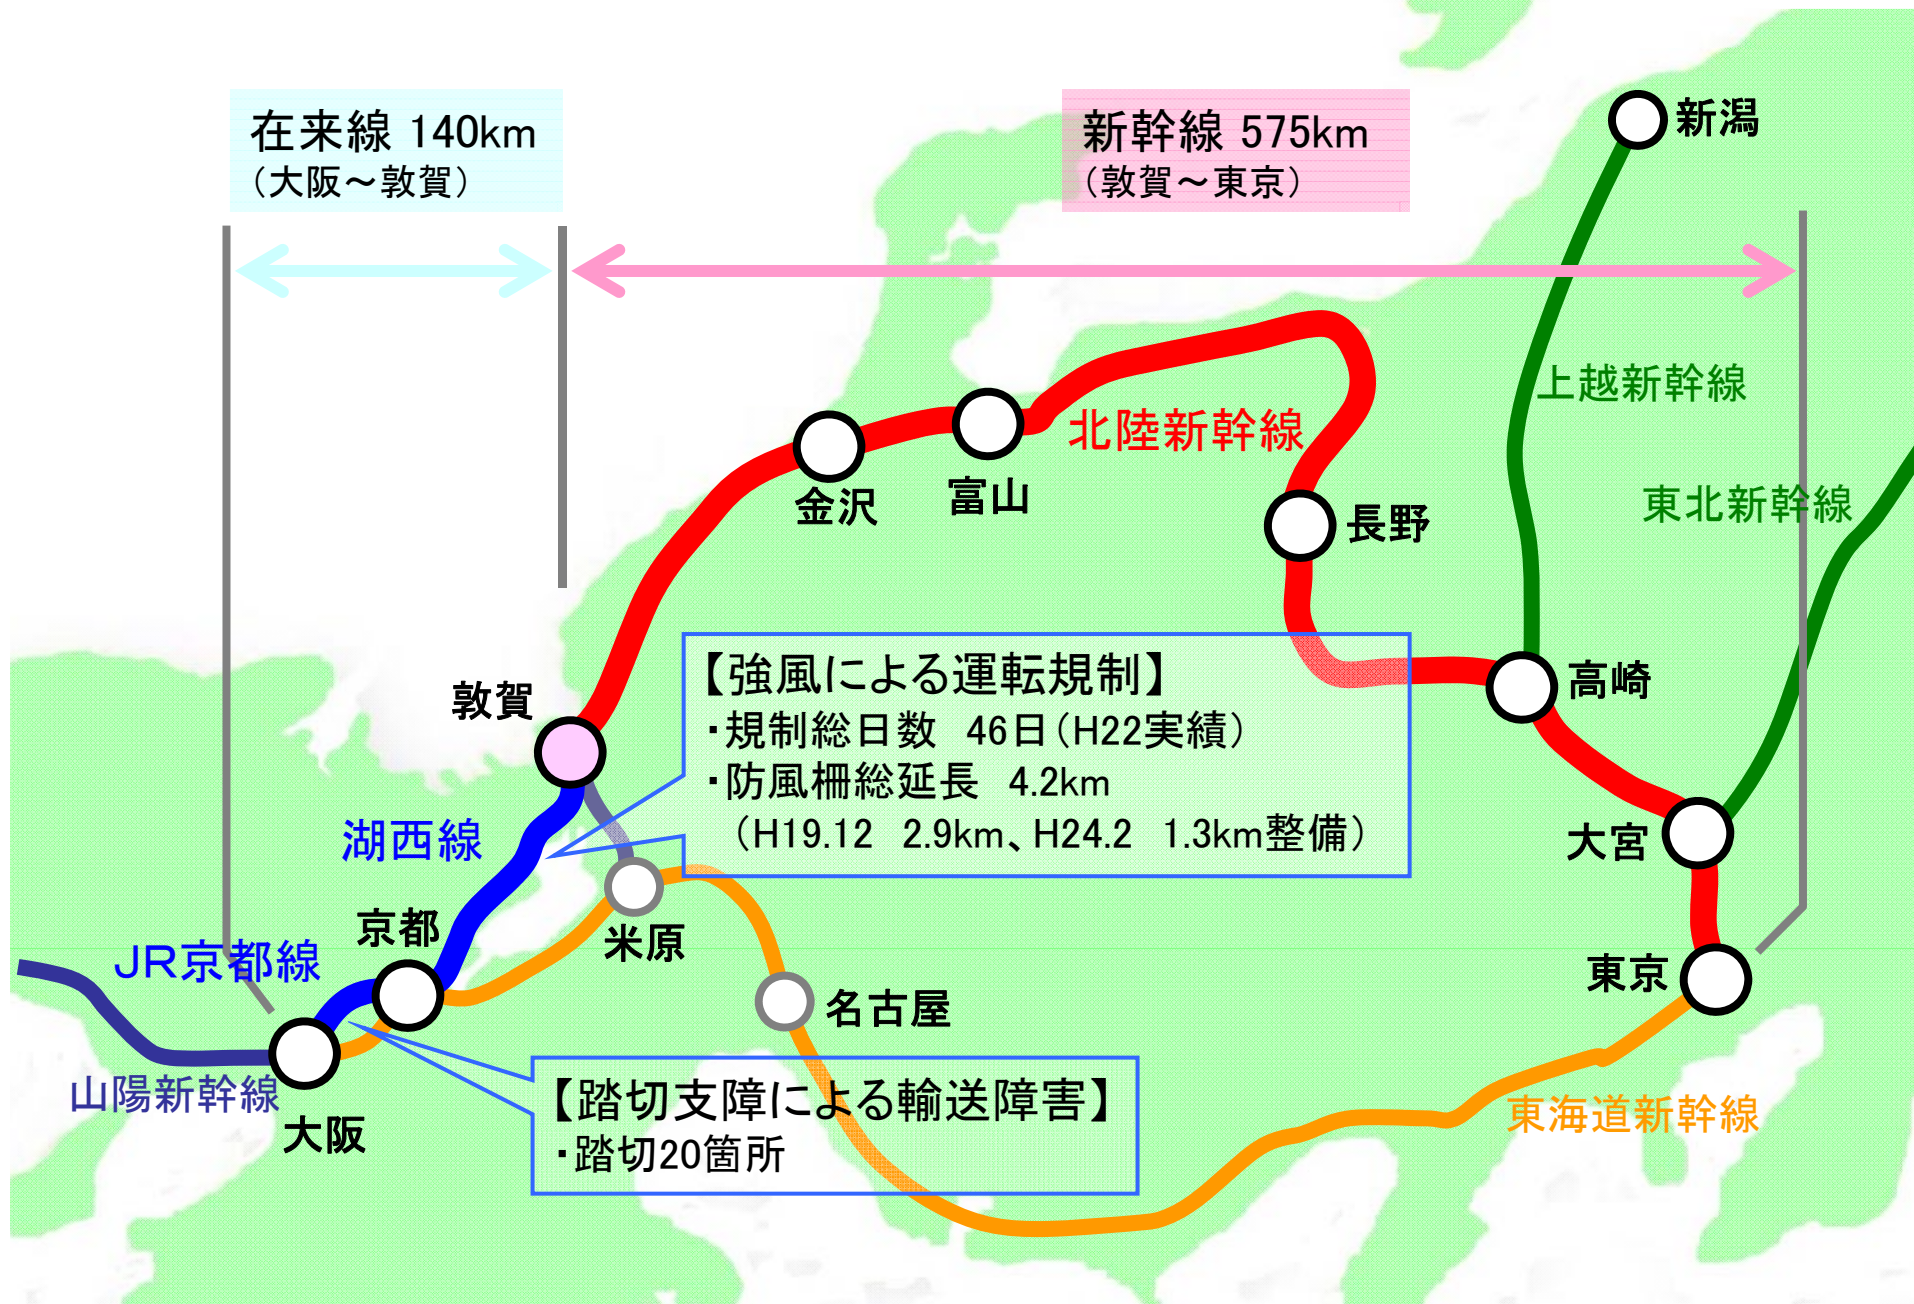 在来線 140km
（大阪～敦賀）
新幹線 575km
（敦賀～東京）
新潟
上越新幹線
北陸新幹線
金沢
富山
長野
東北新幹線
敦賀
【強風による運転規制】
・規制総日数 46日（H22実績）
・防風柵総延長 4.2km
（H19.12 2.9km、H24.2 1.3km整備）
高崎
湖西線
大宮
京都
米原
JR京都線
東京
名古屋
山陽新幹線
大阪
【踏切支障による輸送障害】
・踏切20箇所
東海道新幹線